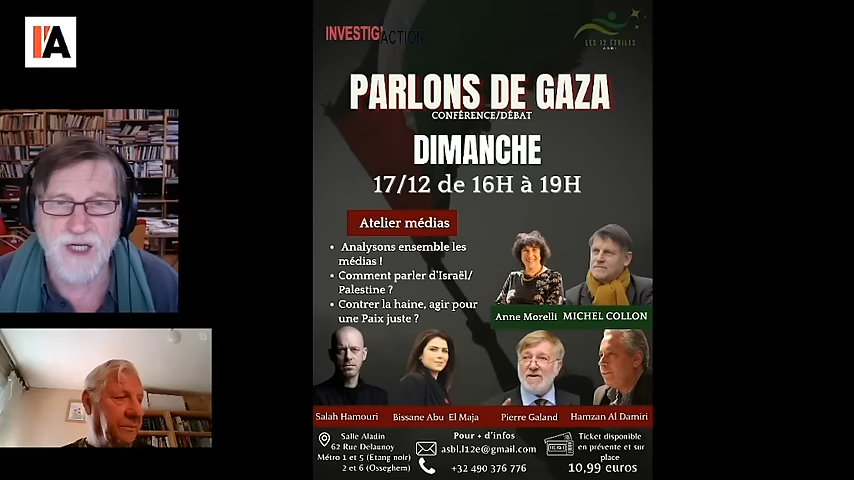 I'A
INVESTIG'ACTION
LES 12 ÉTOILES
ASBL
PARLONS DE GAZA
CONFÉRENCE/DÉBAT
DIMANCHE
17/12 de 16H à 19H
Atelier médias
• Analysons ensemble les
médias !
• Comment parler d'Israël/
Palestine ?
• Contrer la haine, agir pour
une Paix juste ?
Anne Morelli MICHEL COLLON
Salah Hamouri Bissane Abu El Maja Pierre Galand Hamzan Al Damiri
Salle Aladin
62 Rue Delaunoy
Métro 1 et 5 (Etang noir)
2 et 6 (Osseghem)
Pour + d'infos
asbl.l12e@gmail.com
+32 490 376 776
Ticket disponible
en prévente et sur
place
10,99 euros